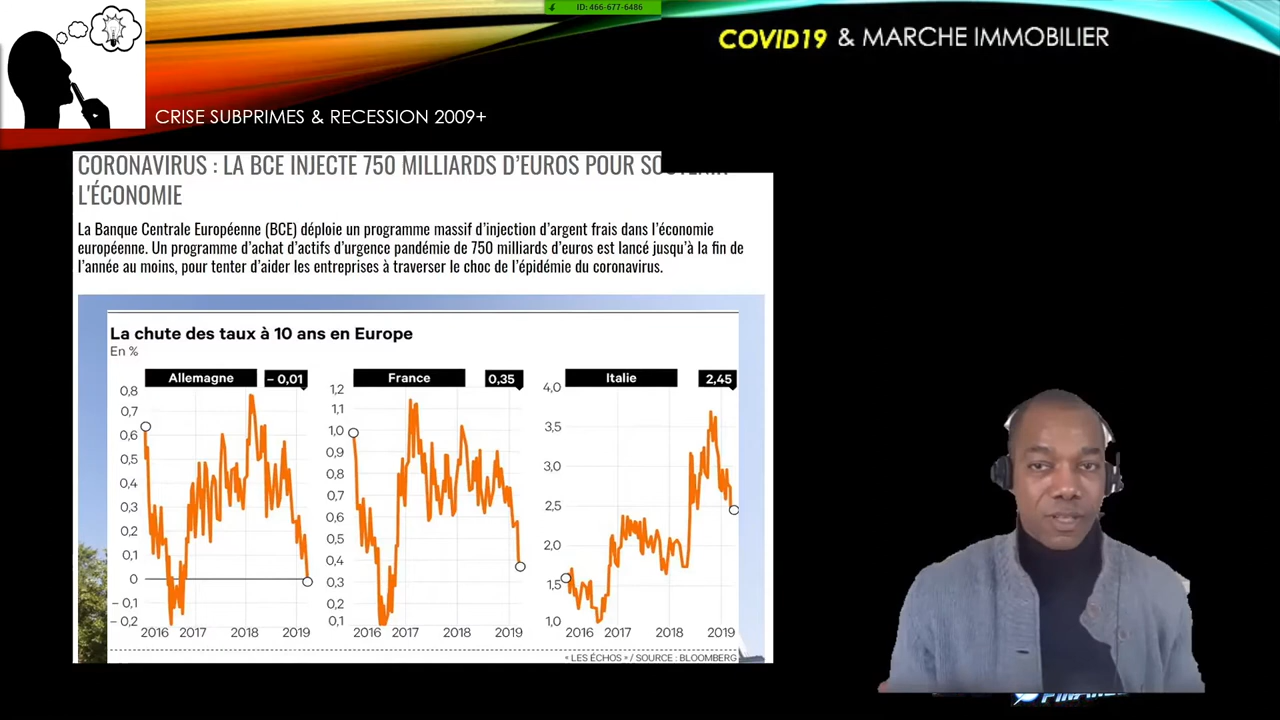 ID: 466-677-6486
COVID19 & MARCHE IMMOBILIER
CRISE SUBPRIMES & RECESSION 2009+
CORONAVIRUS : LA BCE INJECTE 750 MILLIARDS D'EUROS POUR SOUTENIR
L'ÉCONOMIE
La Banque Centrale Européenne (BCE) déploie un programme massif d'injection d'argent frais dans l'économie
européenne. Un programme d'achat d'actifs d'urgence pandémie de 750 milliards d'euros est lancé jusqu'à la fin de
l'année au moins, pour tenter d'aider les entreprises à traverser le choc de l'épidémie du coronavirus.
La chute des taux à 10 ans en Europe
En %
Allemagne
– 0,01
0,8
0,7
0,6
0,5
0,4
0,3
0,2
0,1
0
– 0,1
– 0,2
2016 2017 2018 2019
France
0,35
1,2
1,1
1,0
0,9
0,8
0,7
0,6
0,5
0,4
0,3
0,2
0,1
2016 2017 2018 2019
Italie
2,45
4,0
3,5
3,0
2,5
2,0
1,5
1,0
2016 2017 2018 2019
« LES ÉCHOS » / SOURCE : BLOOMBERG